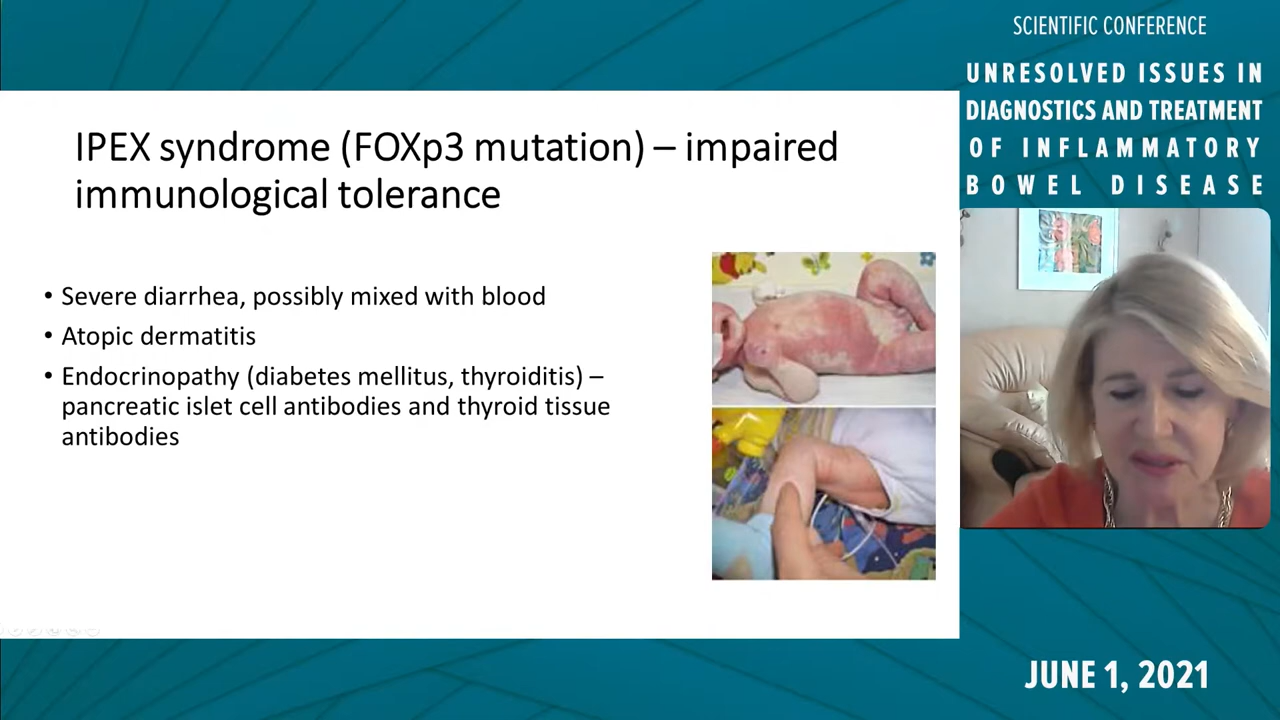 SCIENTIFIC CONFERENCE
UNRESOLVED ISSUES IN
DIAGNOSTICS AND TREATMENT
OF INFLAMMATORY
BOWEL DISEASE
IPEX syndrome (FOXp3 mutation) – impaired
immunological tolerance
• Severe diarrhea, possibly mixed with blood
• Atopic dermatitis
• Endocrinopathy (diabetes mellitus, thyroiditis) –
pancreatic islet cell antibodies and thyroid tissue
antibodies
JUNE 1, 2021